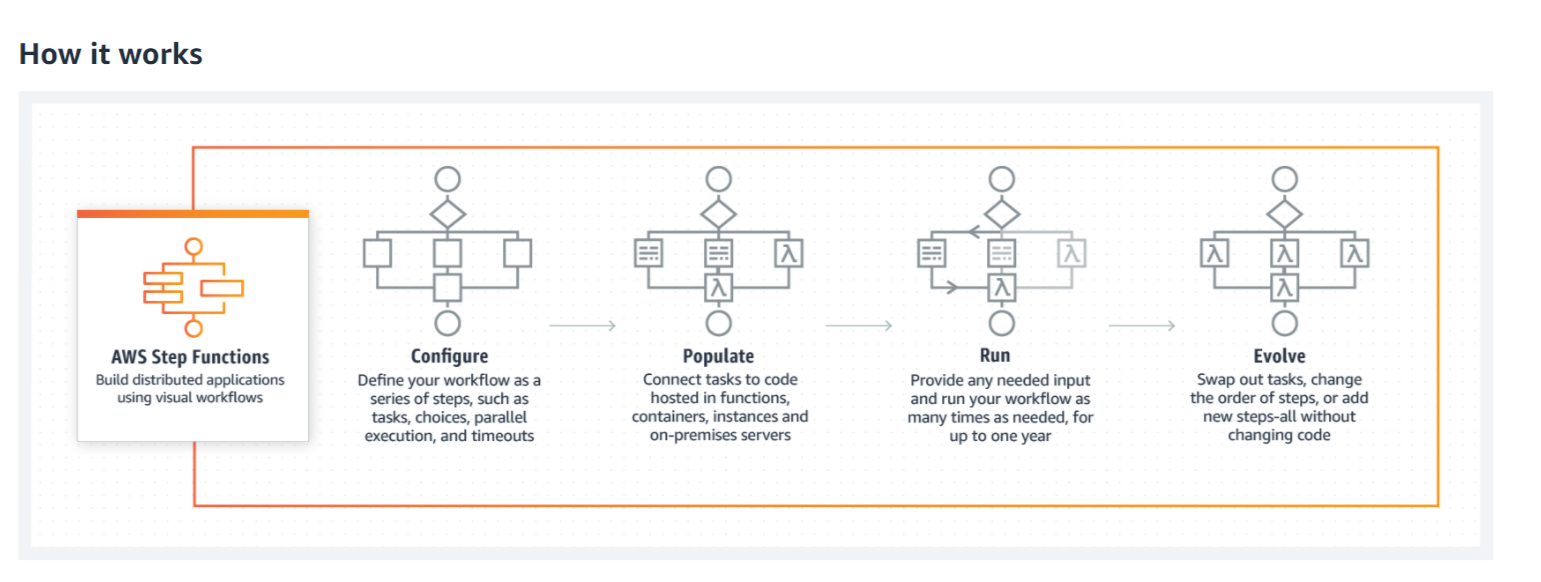 How it works
AWS Step Functions
Build distributed applications
using visual workflows
Configure
Define your workflow as a
series of steps, such as
tasks, choices, parallel
execution, and timeouts
Populate
Connect tasks to code
hosted in functions,
containers, instances and
on-premises servers
λ
λ
Run
Provide any needed input
and run your workflow as
many times as needed, for
up to one year
λ
λ
Evolve
Swap out tasks, change
the order of steps, or add
new steps-all without
changing code
λ λ λ
λ